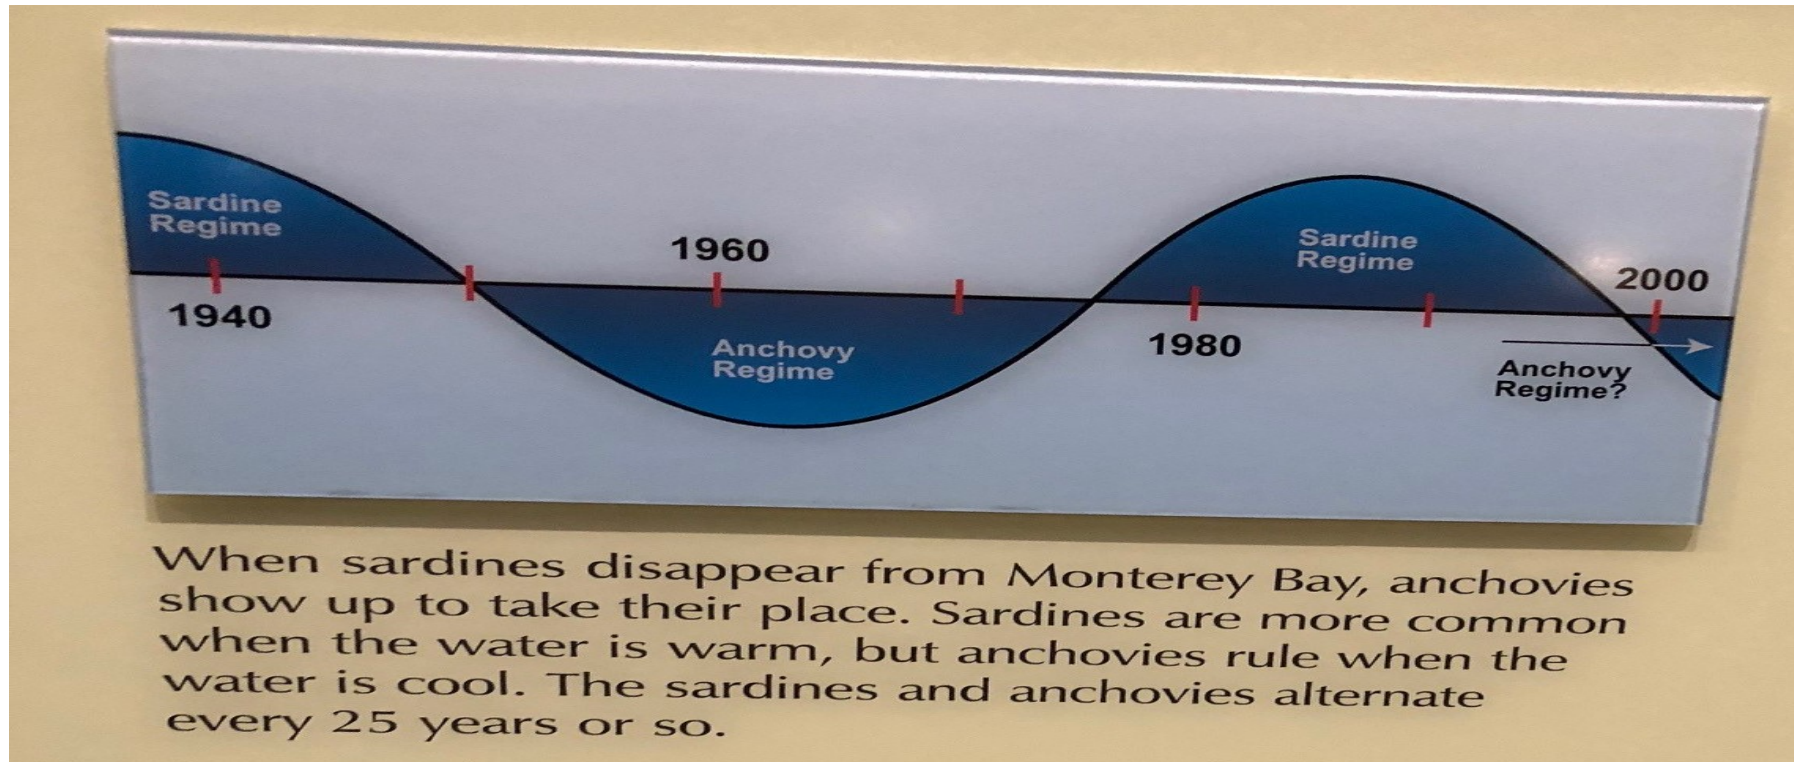 Sardine
Regime
1940
1960
Anchovy
Regime
1980
Sardine
Regime
2000
Anchovy
Regime?
When sardines disappear from Monterey Bay, anchovies
show up to take their place. Sardines are more common
when the water is warm, but anchovies rule when the
water is cool. The sardines and anchovies alternate
every 25 years or so.